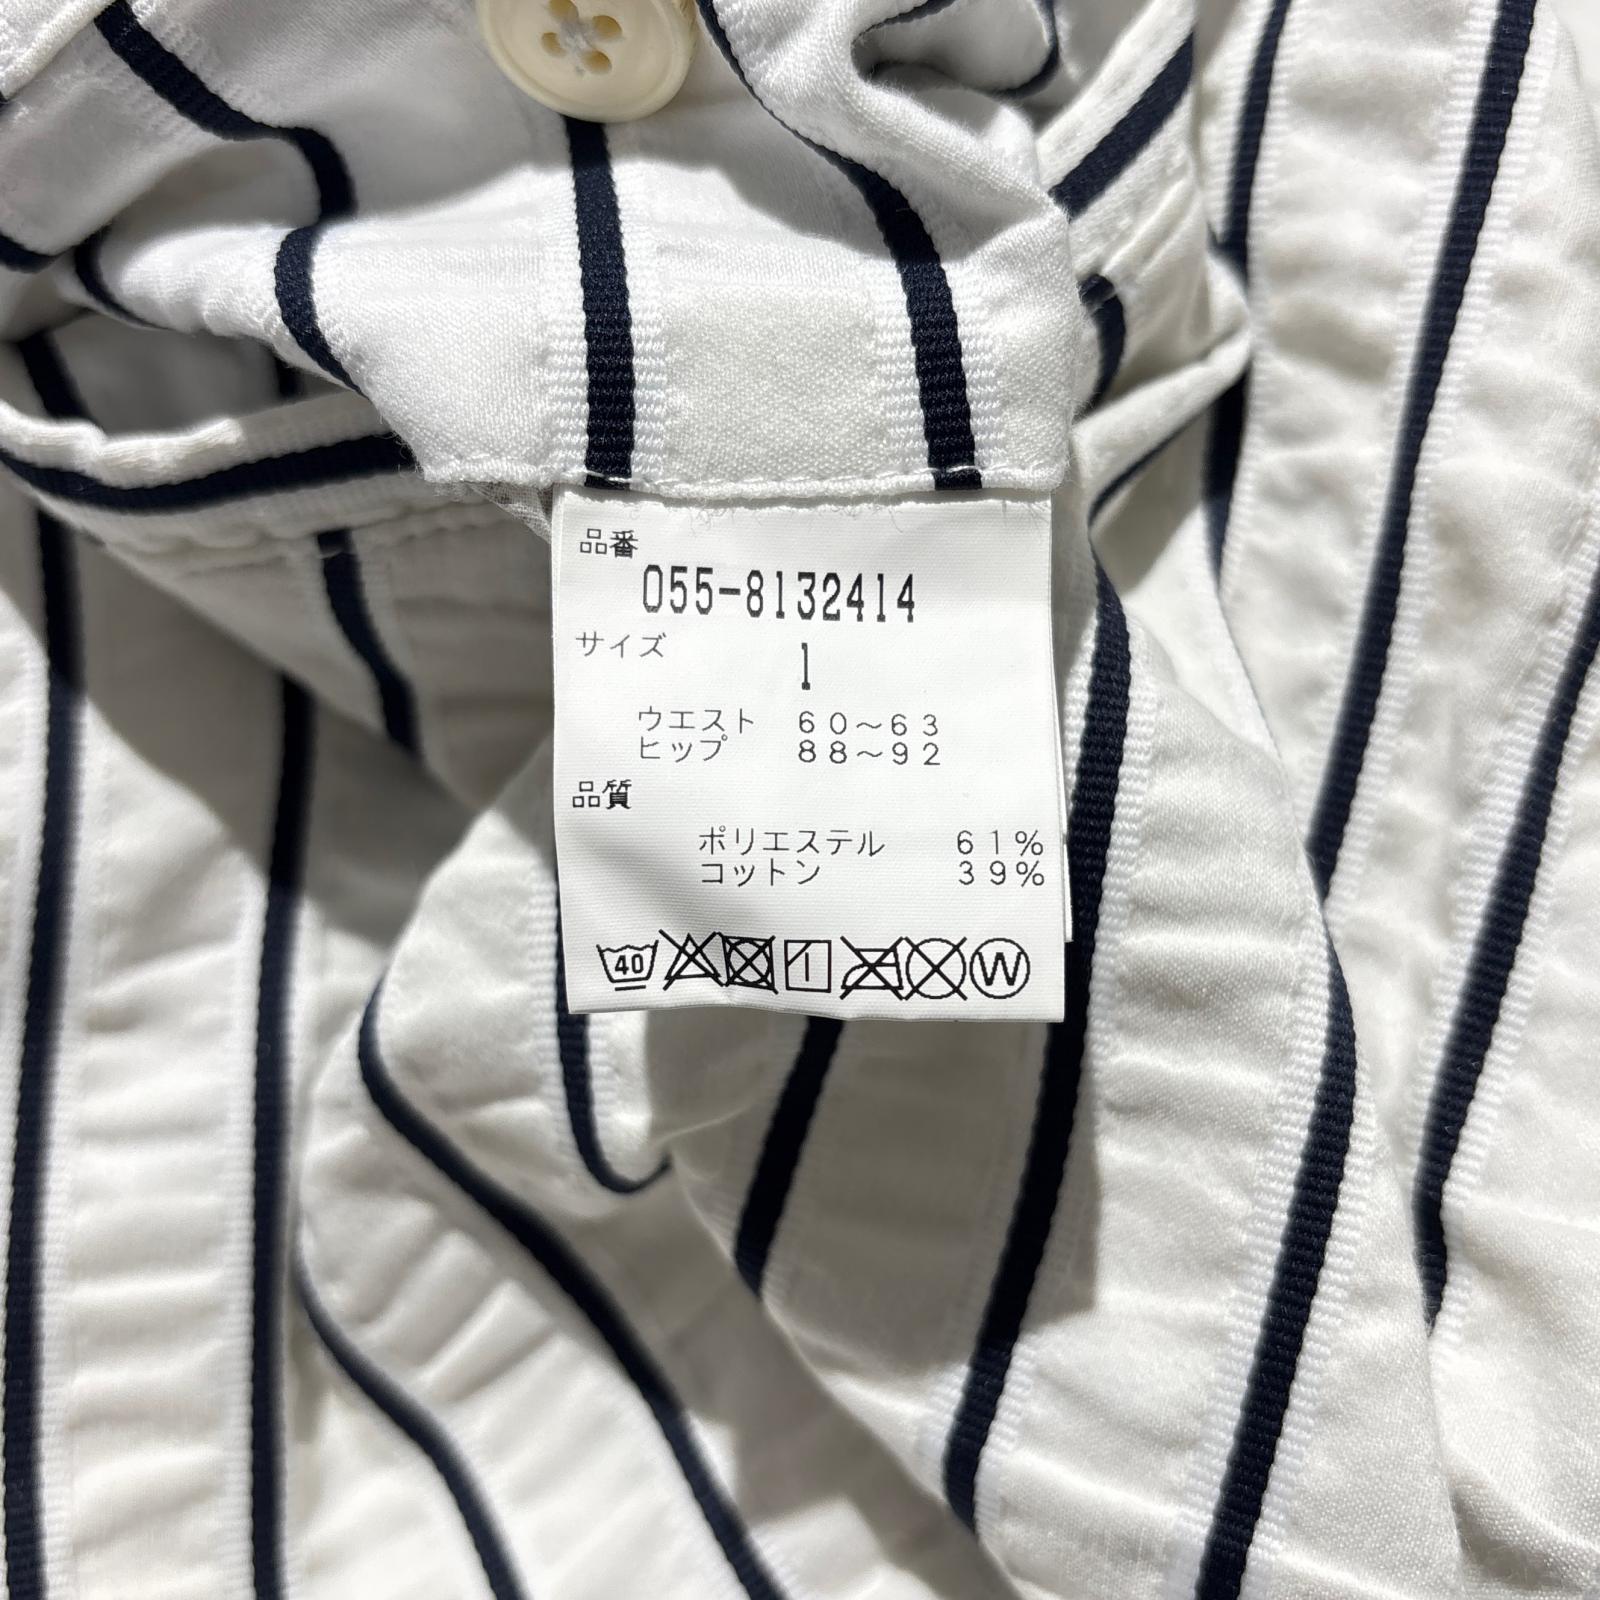 品番
055-8132414
サイズ
1
ウエスト 60~63
ヒップ 88~92
品質
ポリエステル 61%
コットン 39%
40 W